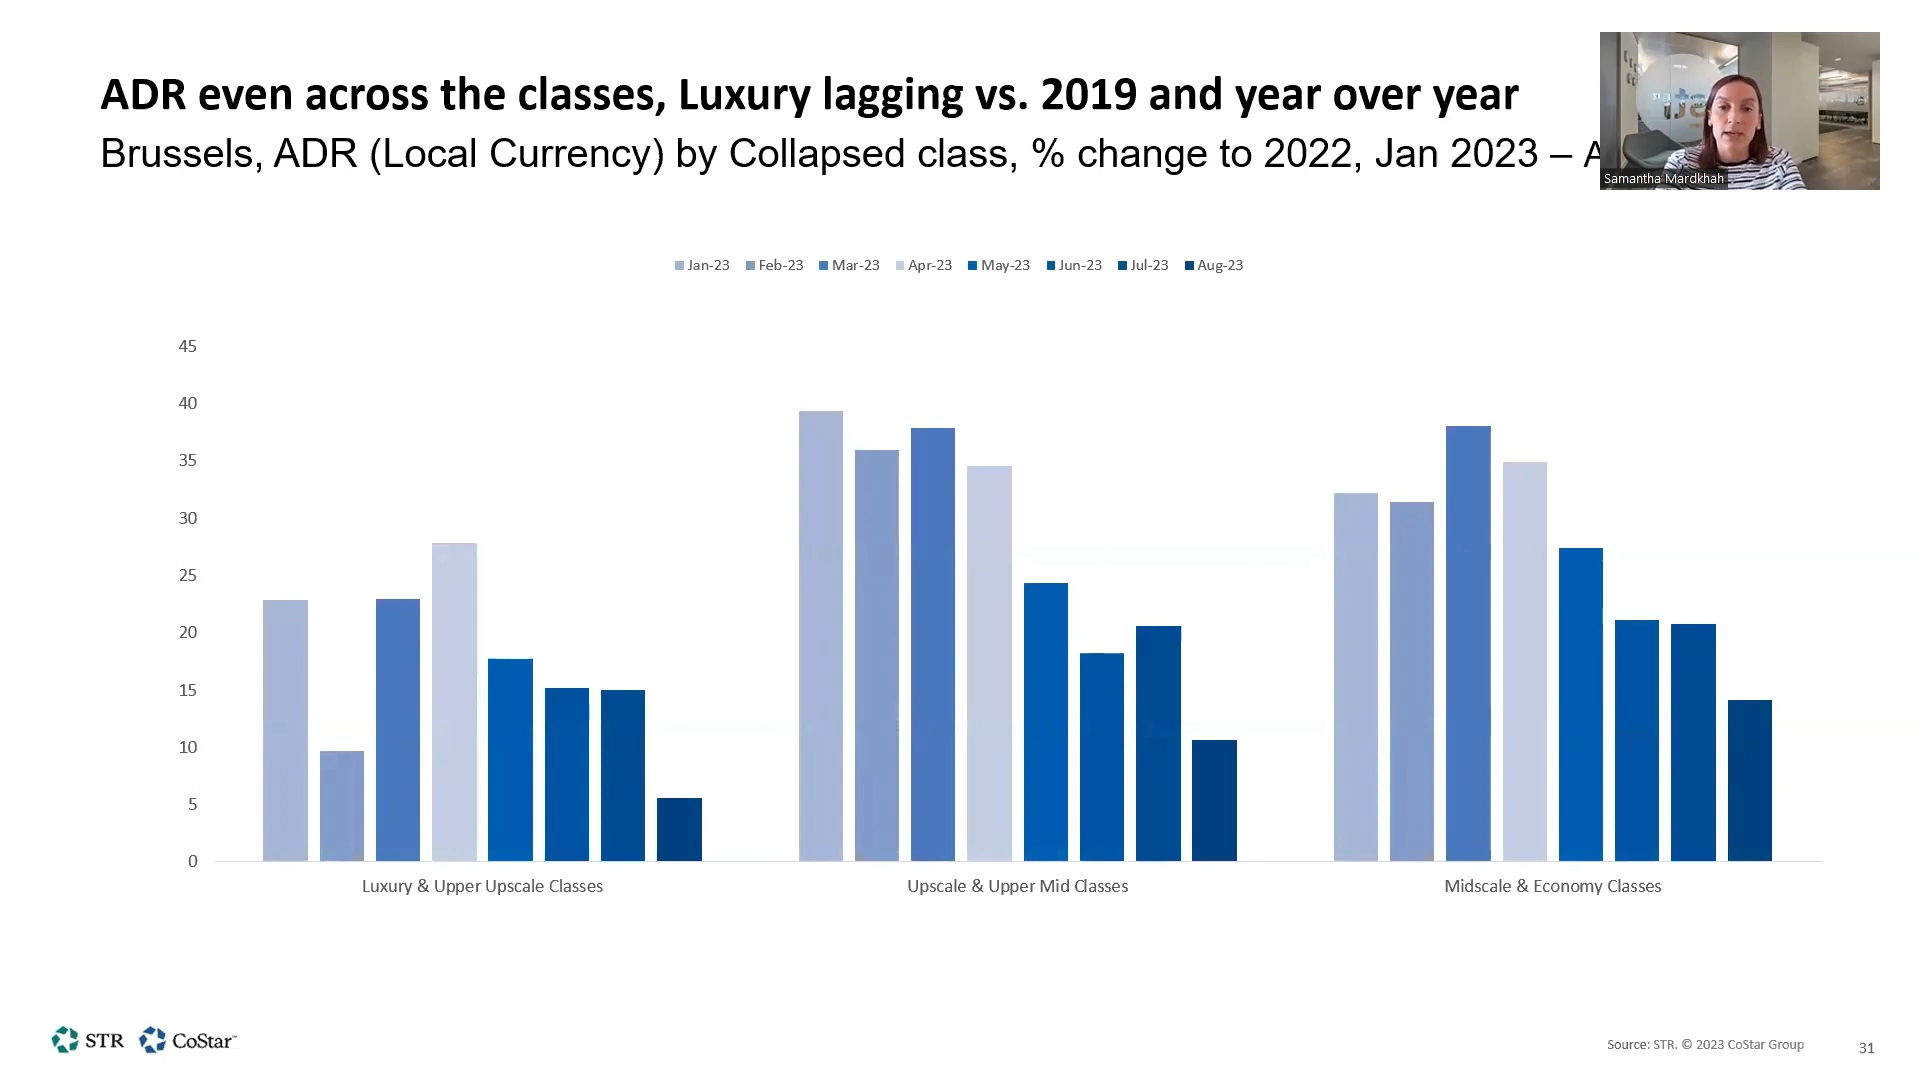 ADR even across the classes, Luxury lagging vs. 2019 and year over year
Brussels, ADR (Local Currency) by Collapsed class, % change to 2022, Jan 2023 –
Samantha Mardkhah
Jan-23 Feb-23 Mar-23 Apr-23 May-23 Jun-23 Jul-23 Aug-23
45
40
35
30
25
20
15
10
5
0
Luxury & Upper Upscale Classes Upscale & Upper Mid Classes Midscale & Economy Classes
STR CoStar™
Source: STR. © 2023 CoStar Group 31